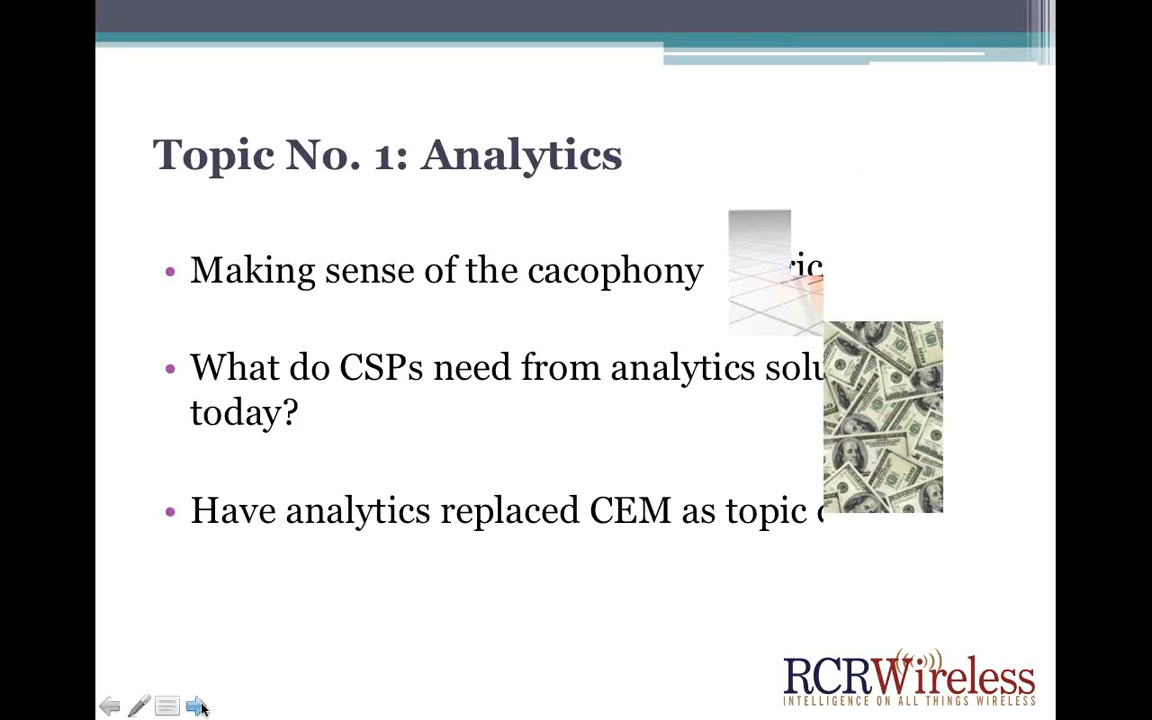 Topic No. 1: Analytics
• Making sense of the cacophony
• What do CSPs need from analytics
today?
• Have analytics replaced CEM as topic
RCRWireless
INTELLIGENCE ON ALL THINGS WIRELESS